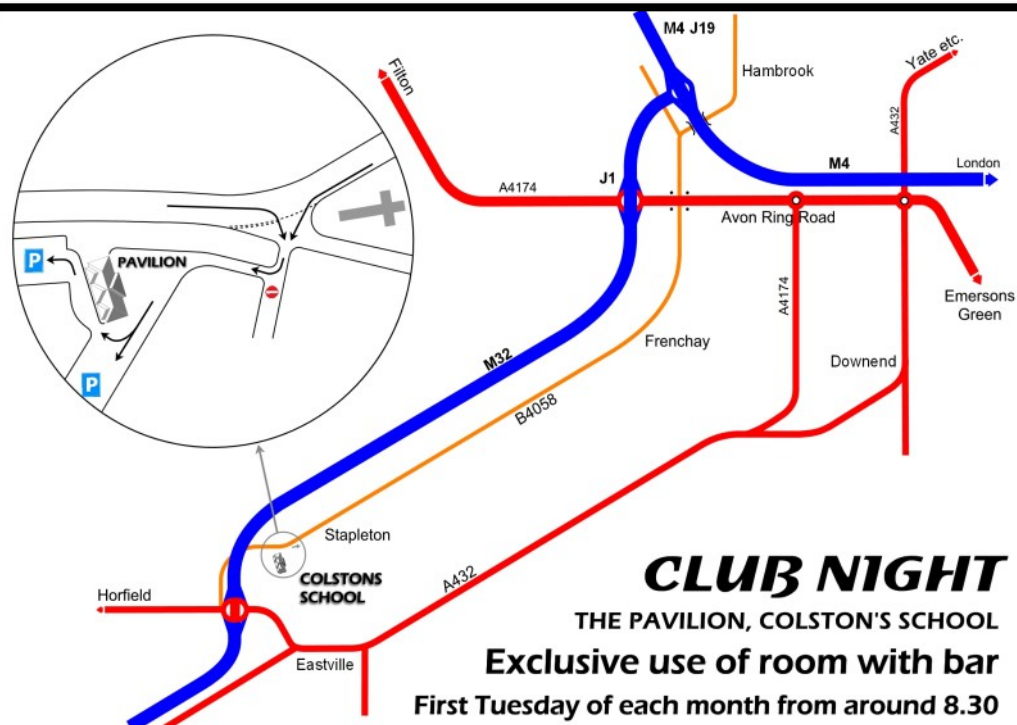 M4 J19
Hambrook
Yate etc.
Filton
A432
M4
London
J1
A4174
Avon Ring Road
P
PAVILION
A4174
Emersons
Green
P
M32
Frenchay
Downend
B4058
Stapleton
COLSTONS
SCHOOL
A432
Horfield
Eastville
CLUB NIGHT
THE PAVILION, COLSTON'S SCHOOL
Exclusive use of room with bar
First Tuesday of each month from around 8.30